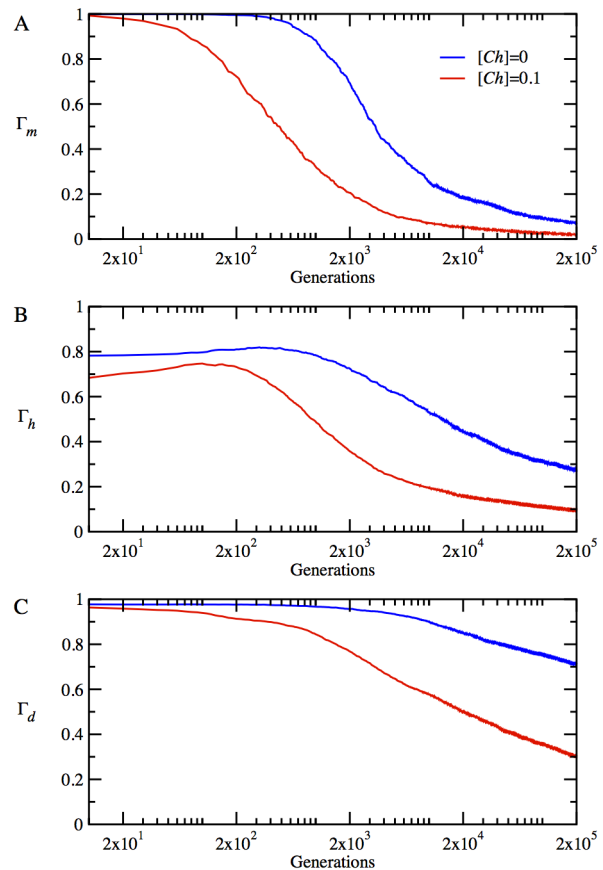 A
1
0.8
0.6
0.4
0.2
0
Γm
[Ch]=0
[Ch]=0.1
2x10¹ 2x10² 2x10³ 2x10⁴ 2x10⁵
Generations
B
1
0.8
0.6
0.4
0.2
0
Γh
2x10¹ 2x10² 2x10³ 2x10⁴ 2x10⁵
Generations
C
1
0.8
0.6
0.4
0.2
0
Γd
2x10¹ 2x10² 2x10³ 2x10⁴ 2x10⁵
Generations